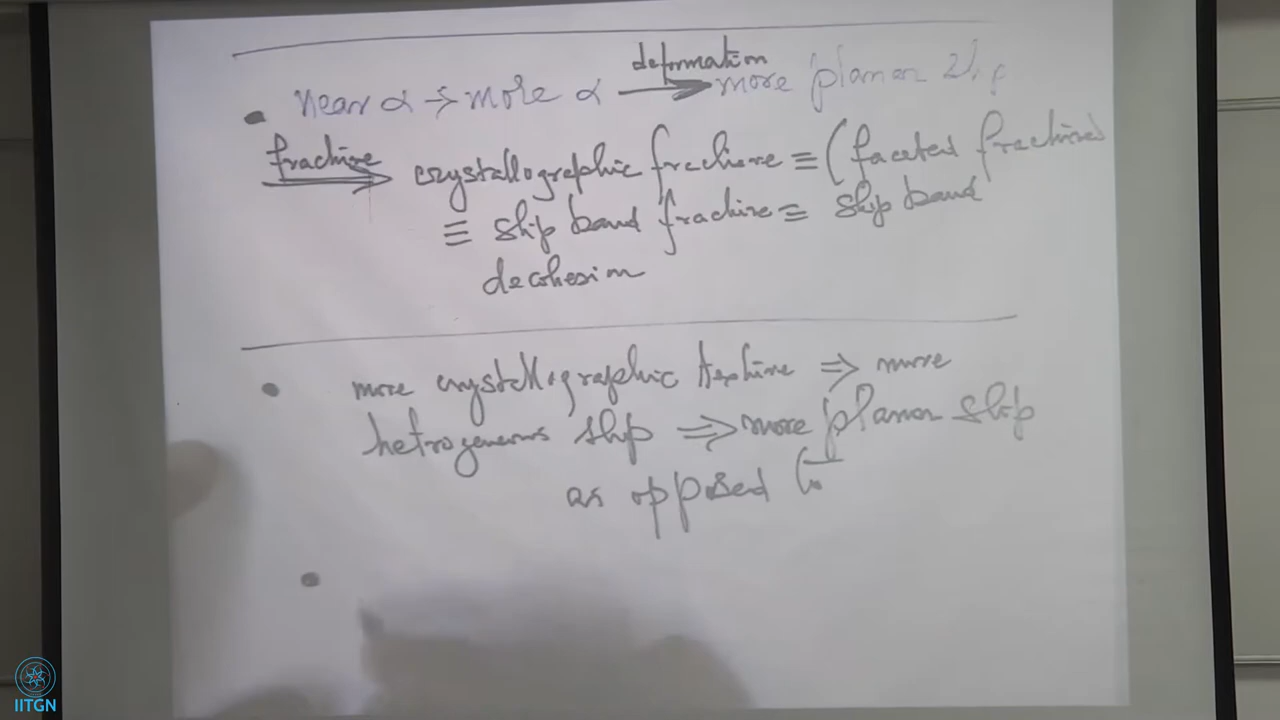 deformation
near α → more α → more planar slip
fracture
crystallographic fracture ≡ (faceted fracture)
≡ slip band fracture ≡ slip band
decohesion
more crystallographic texture ⇒ more
hetrogeneous slip ⇒ more planar slip
as opposed to
IITGN